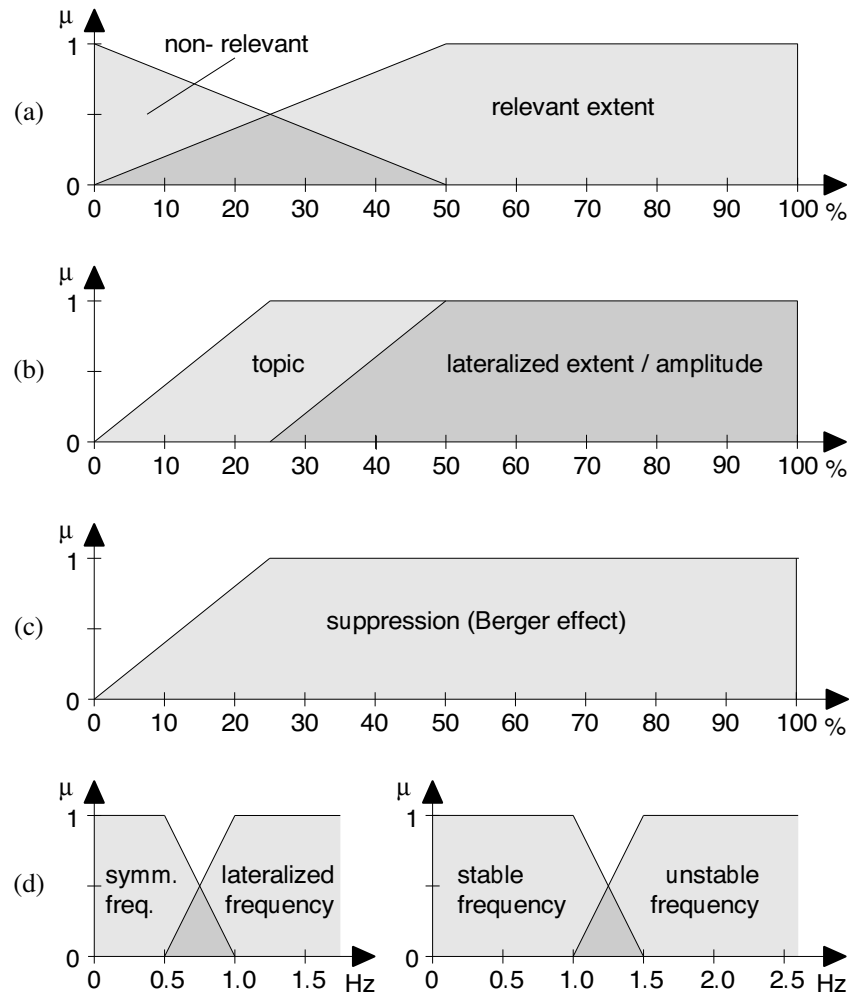 μ
non- relevant
1
(a)
relevant extent
0
0 10 20 30 40 50 60 70 80 90 100 %
μ
1
(b)
topic
lateralized extent / amplitude
0
0 10 20 30 40 50 60 70 80 90 100 %
μ
1
(c)
suppression (Berger effect)
0
0 10 20 30 40 50 60 70 80 90 100 %
μ μ
1 1
(d)
symm. lateralized stable unstable
freq. frequency frequency frequency
0 0
0 0.5 1.0 1.5 Hz 0 0.5 1.0 1.5 2.0 2.5 Hz